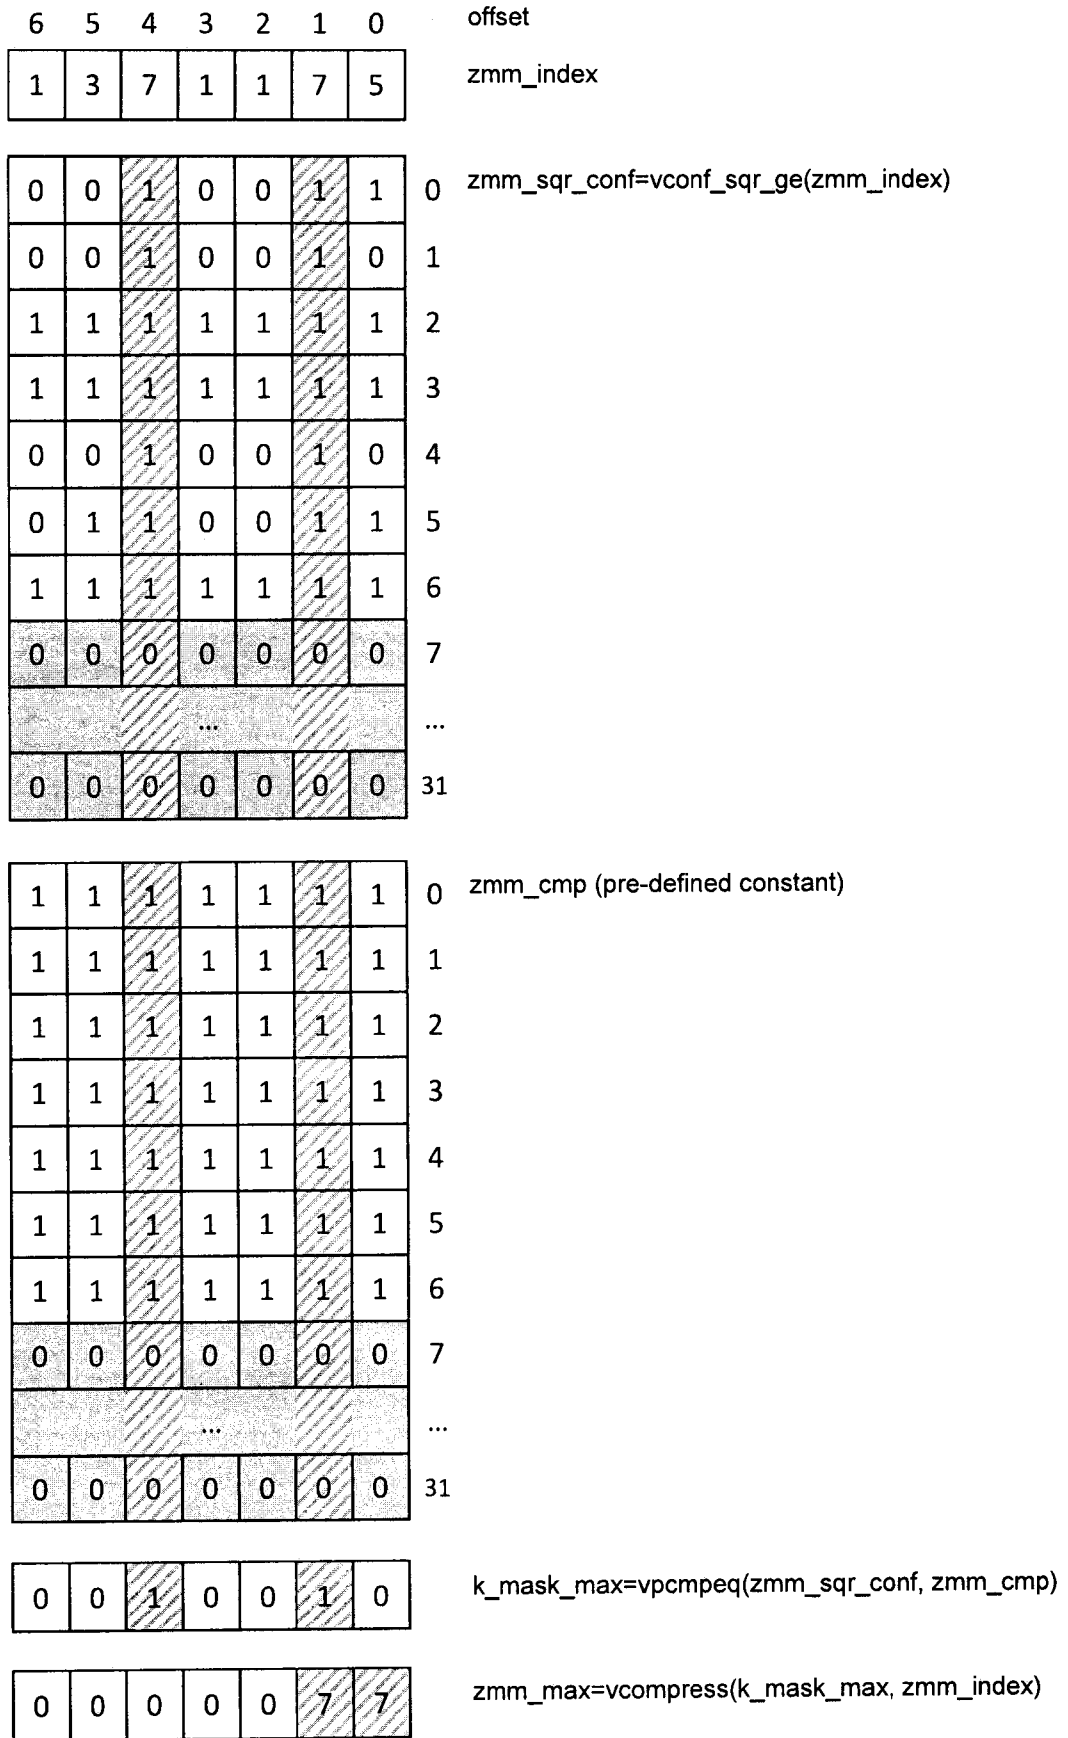 6 5 4 3 2 1 0 offset
1 3 7 1 1 7 5 zmm_index
0 0 1 0 0 1 1 0 zmm_sqr_conf=vconf_sqr_ge(zmm_index)
0 0 1 0 0 1 0 1
1 1 1 1 1 1 1 2
1 1 1 1 1 1 1 3
0 0 1 0 0 1 0 4
0 1 1 0 0 1 1 5
1 1 1 1 1 1 1 6
0 0 0 0 0 0 0 7
... ...
0 0 0 0 0 0 0 31
1 1 1 1 1 1 1 0 zmm_cmp (pre-defined constant)
1 1 1 1 1 1 1 1
1 1 1 1 1 1 1 2
1 1 1 1 1 1 1 3
1 1 1 1 1 1 1 4
1 1 1 1 1 1 1 5
1 1 1 1 1 1 1 6
0 0 0 0 0 0 0 7
... ...
0 0 0 0 0 0 0 31
0 0 1 0 0 1 0 k_mask_max=vpcmpeq(zmm_sqr_conf, zmm_cmp)
0 0 0 0 0 7 7 zmm_max=vcompress(k_mask_max, zmm_index)